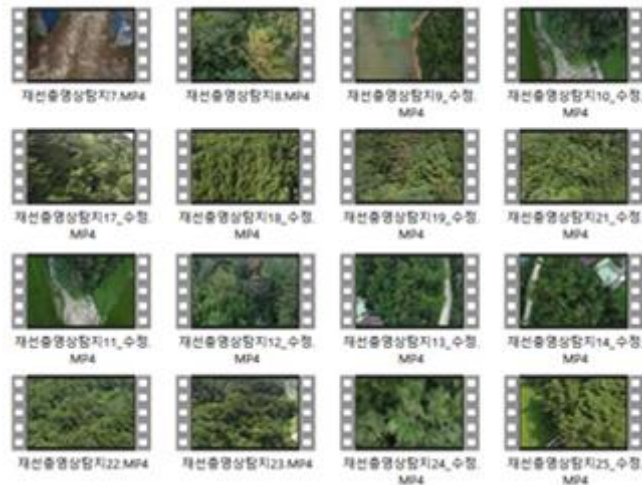 재선충영상탐지7.MP4
재선충영상탐지8.MP4
재선충영상탐지9_수정.
MP4
재선충영상탐지10_수정.
MP4
재선충영상탐지17_수정.
MP4
재선충영상탐지18_수정.
MP4
재선충영상탐지19_수정.
MP4
재선충영상탐지21_수정.
MP4
재선충영상탐지11_수정.
MP4
재선충영상탐지12_수정.
MP4
재선충영상탐지13_수정.
MP4
재선충영상탐지14_수정.
MP4
재선충영상탐지22.MP4
재선충영상탐지23.MP4
재선충영상탐지24_수정.
MP4
재선충영상탐지25_수정.
MP4